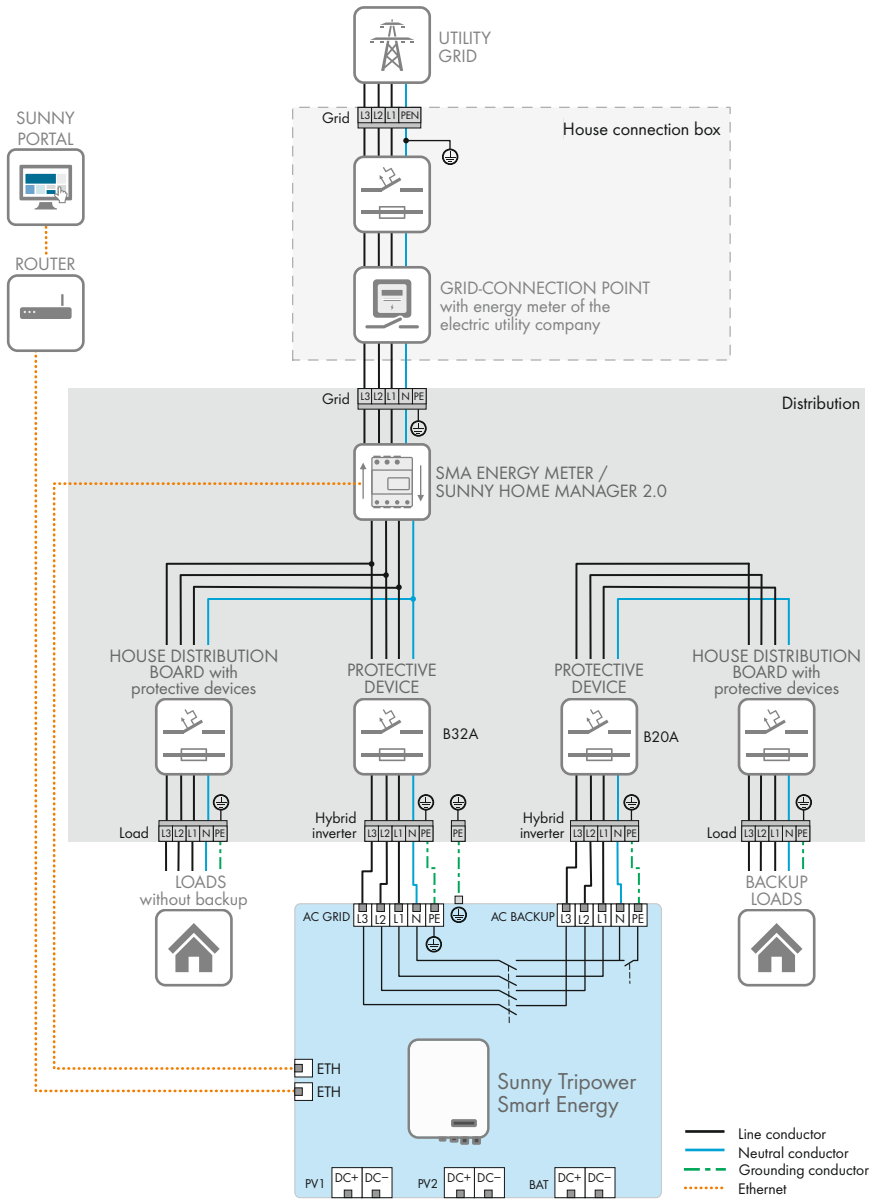 UTILITY
GRID
Grid
L3 L2 L1 PEN
House connection box
SUNNY
PORTAL
ROUTER
GRID-CONNECTION POINT
with energy meter of the
electric utility company
Grid
L3 L2 L1 N PE
Distribution
SMA ENERGY METER /
SUNNY HOME MANAGER 2.0
HOUSE DISTRIBUTION
BOARD with
protective devices
PROTECTIVE
DEVICE
B32A
PROTECTIVE
DEVICE
B20A
HOUSE DISTRIBUTION
BOARD with
protective devices
Load
L3 L2 L1 N PE
Hybrid
inverter
L3 L2 L1 N PE
PE
Hybrid
inverter
L3 L2 L1 N PE
Load
L3 L2 L1 N PE
LOADS
without backup
BACKUP
LOADS
AC GRID
L3 L2 L1 N PE
AC BACKUP
L3 L2 L1 N PE
ETH
ETH
Sunny Tripower
Smart Energy
PV1
DC+ DC−
PV2
DC+ DC−
BAT
DC+ DC−
Line conductor
Neutral conductor
Grounding conductor
Ethernet